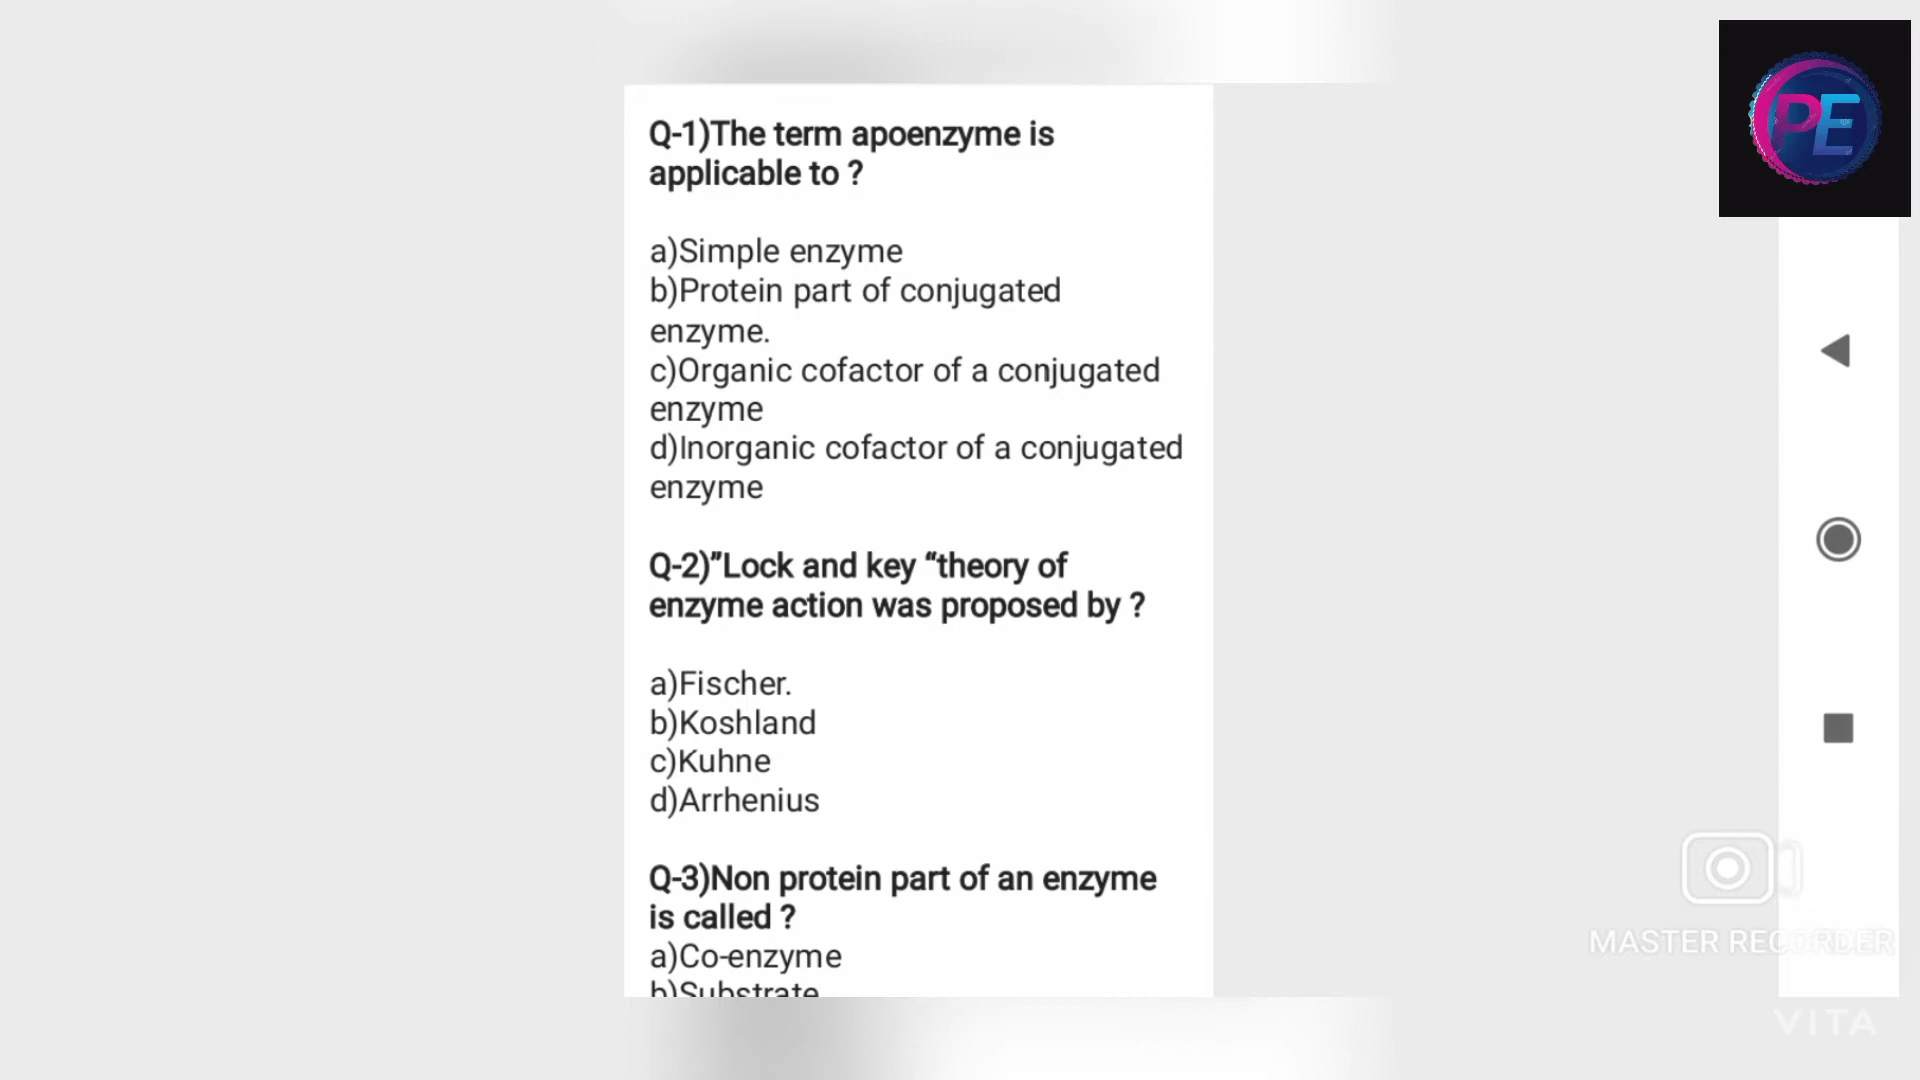 PE
Q-1)The term apoenzyme is
applicable to ?
a)Simple enzyme
b)Protein part of conjugated
enzyme.
c)Organic cofactor of a conjugated
enzyme
d)Inorganic cofactor of a conjugated
enzyme
Q-2)”Lock and key “theory of
enzyme action was proposed by ?
a)Fischer.
b)Koshland
c)Kuhne
d)Arrhenius
Q-3)Non protein part of an enzyme
is called ?
a)Co-enzyme
b)Substrate
MASTER RECORDER
VITA